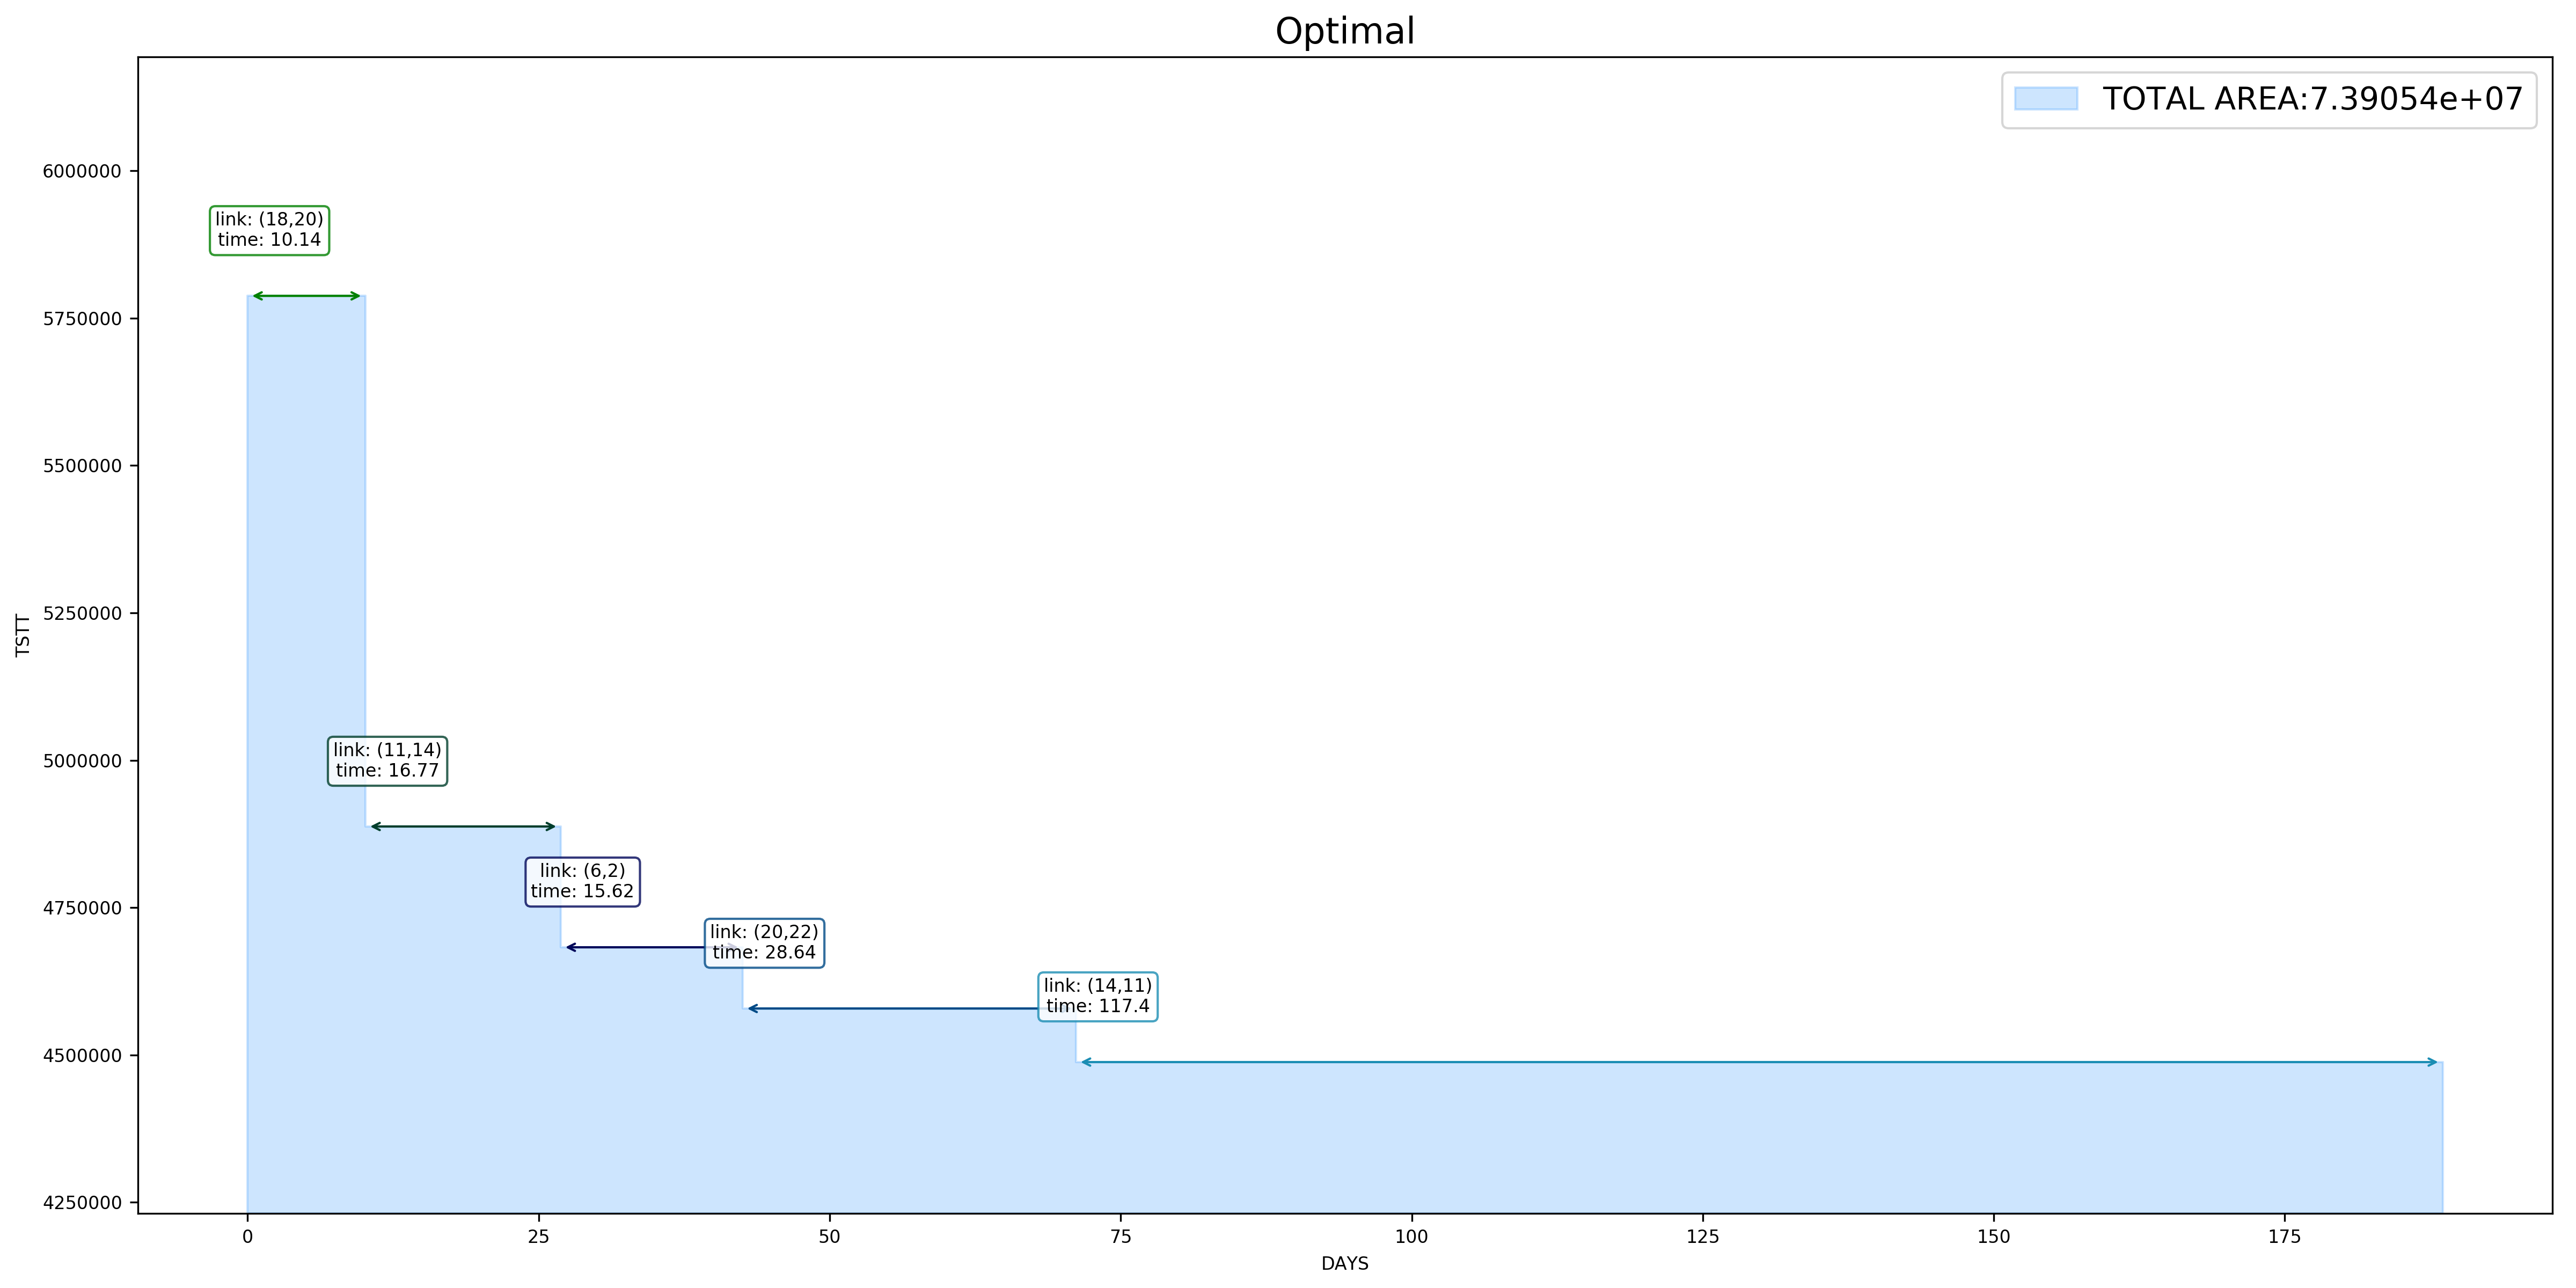 Optimal
TOTAL AREA:7.39054e+07
6000000
5750000
5500000
5250000
5000000
4750000
4500000
4250000
TSTT
link: (18,20)
time: 10.14
link: (11,14)
time: 16.77
link: (6,2)
time: 15.62
link: (20,22)
time: 28.64
link: (14,11)
time: 117.4
0 25 50 75 100 125 150 175
DAYS